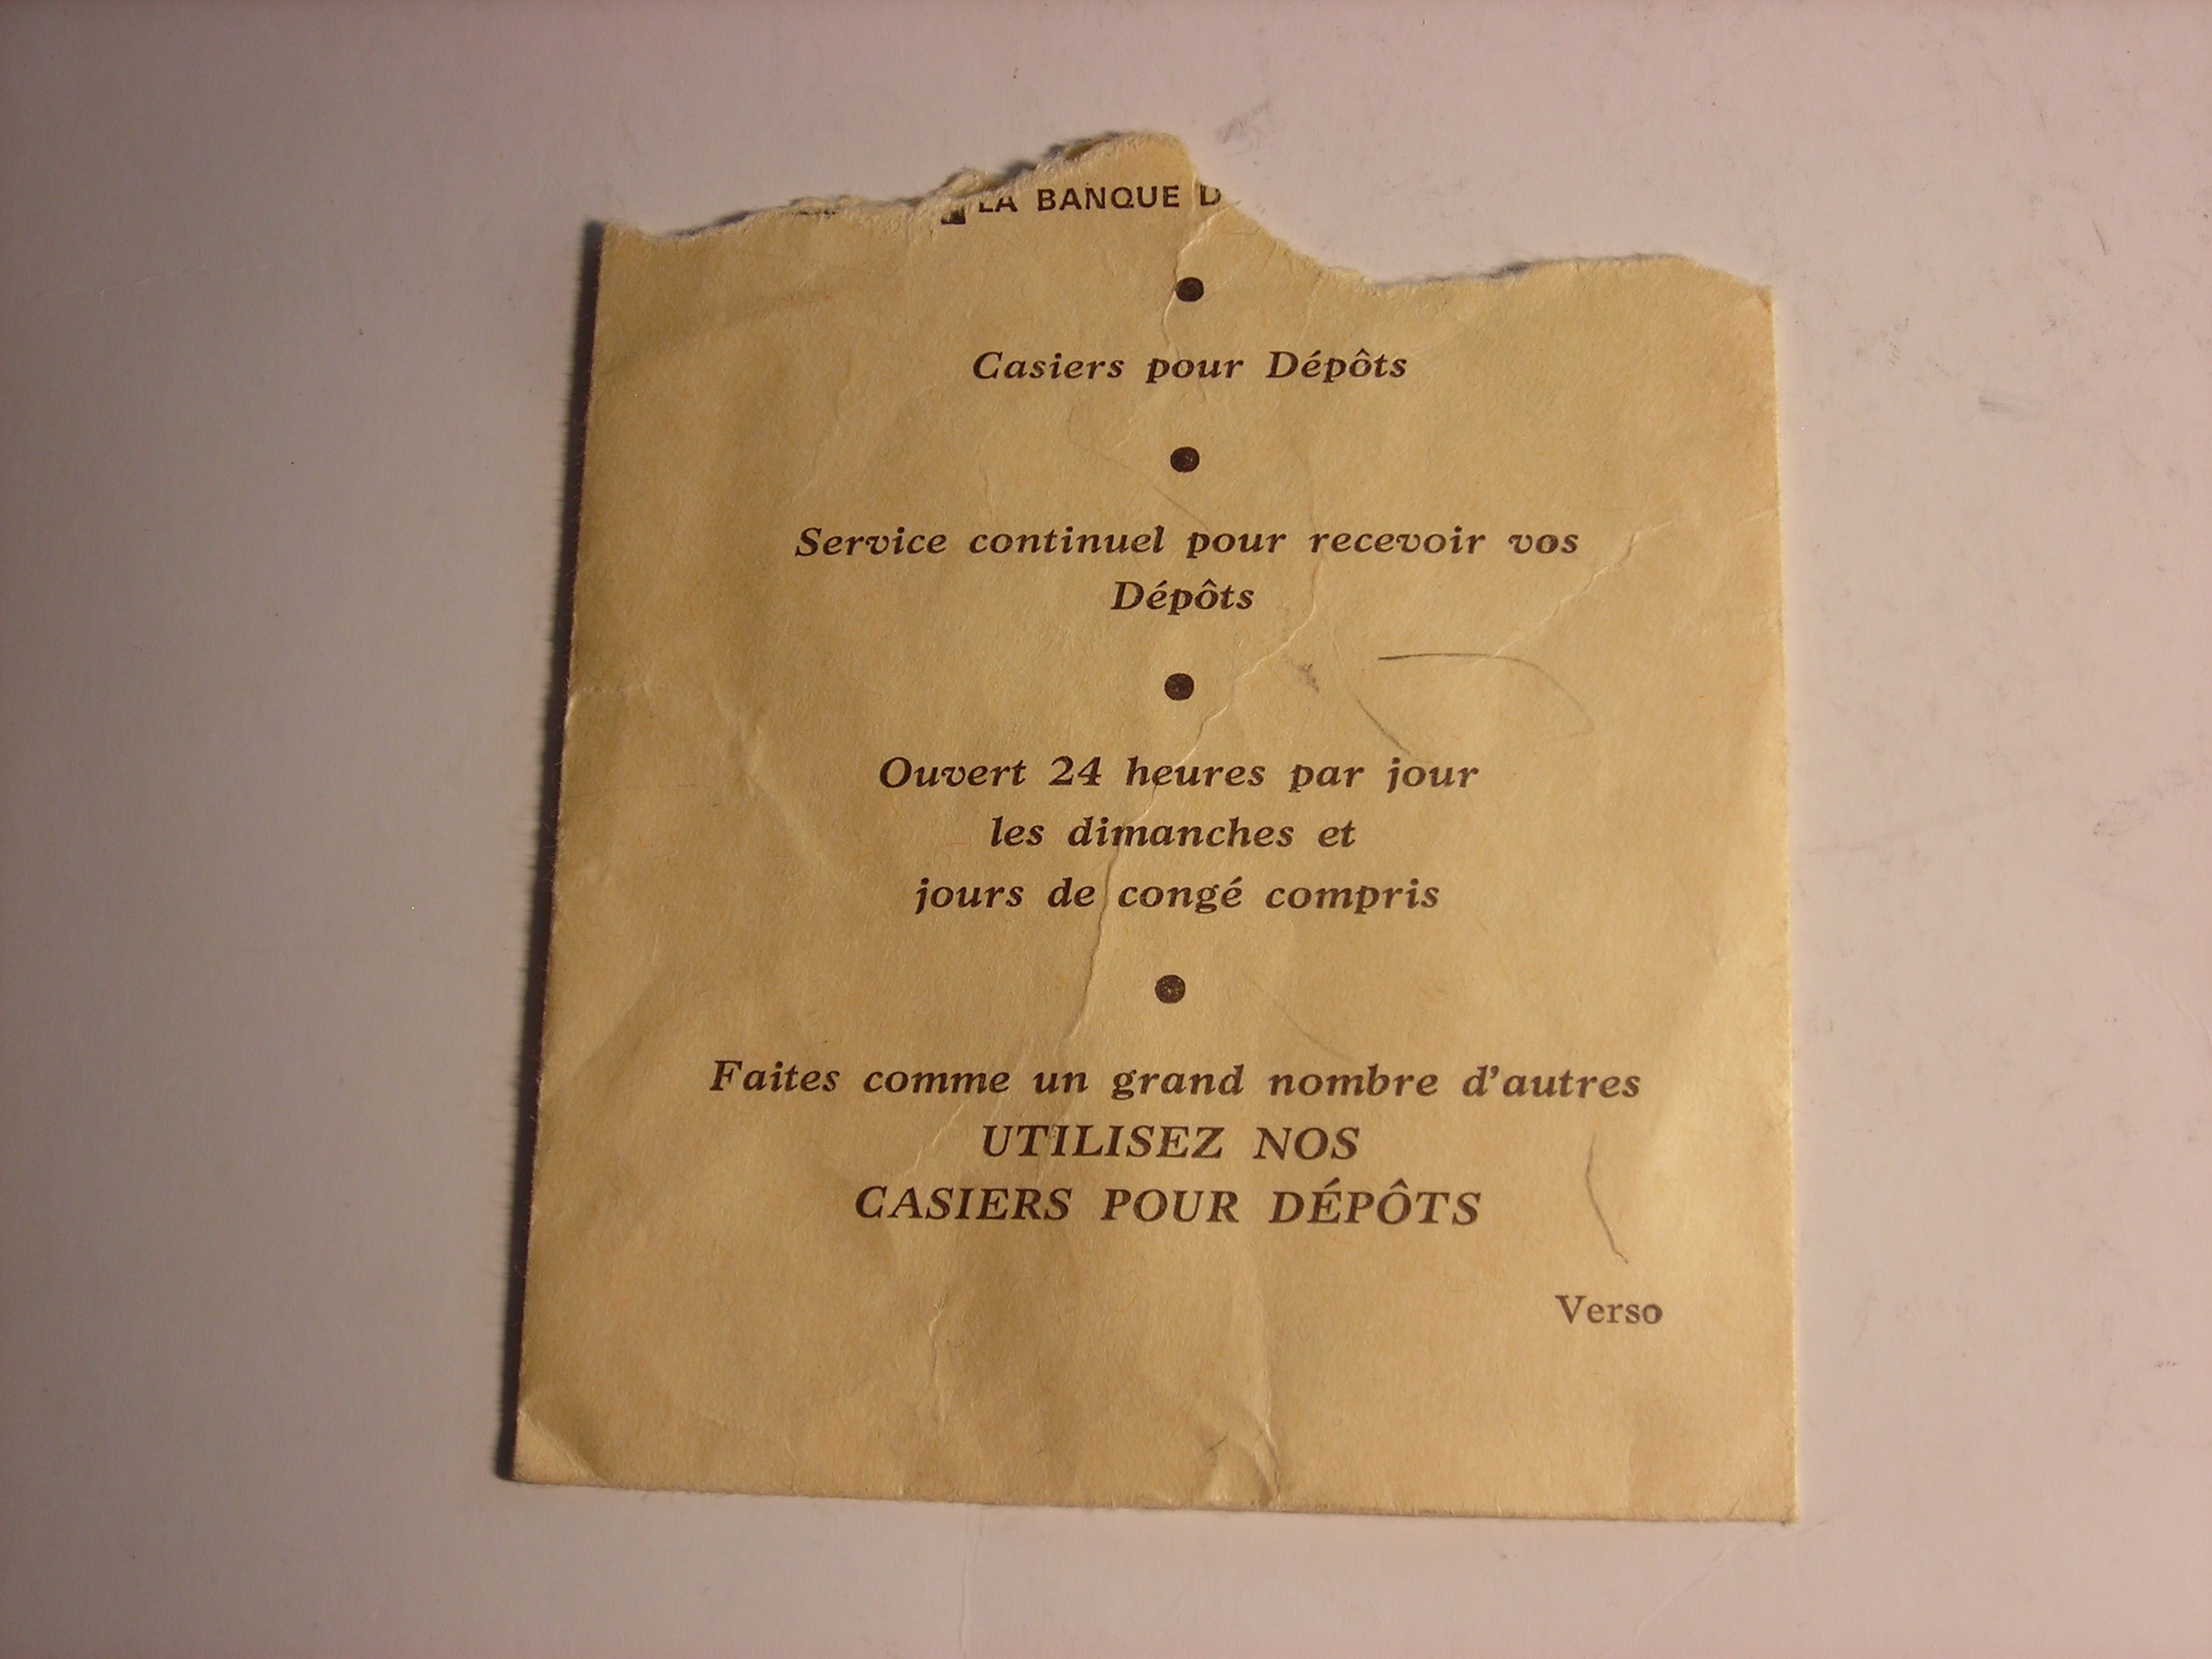 LA BANQUE D
Casiers pour Dépôts
Service continuel pour recevoir vos
Dépôts
Ouvert 24 heures par jour
les dimanches et
jours de congé compris
Faites comme un grand nombre d'autres
UTILISEZ NOS
CASIERS POUR DÉPÔTS
Verso